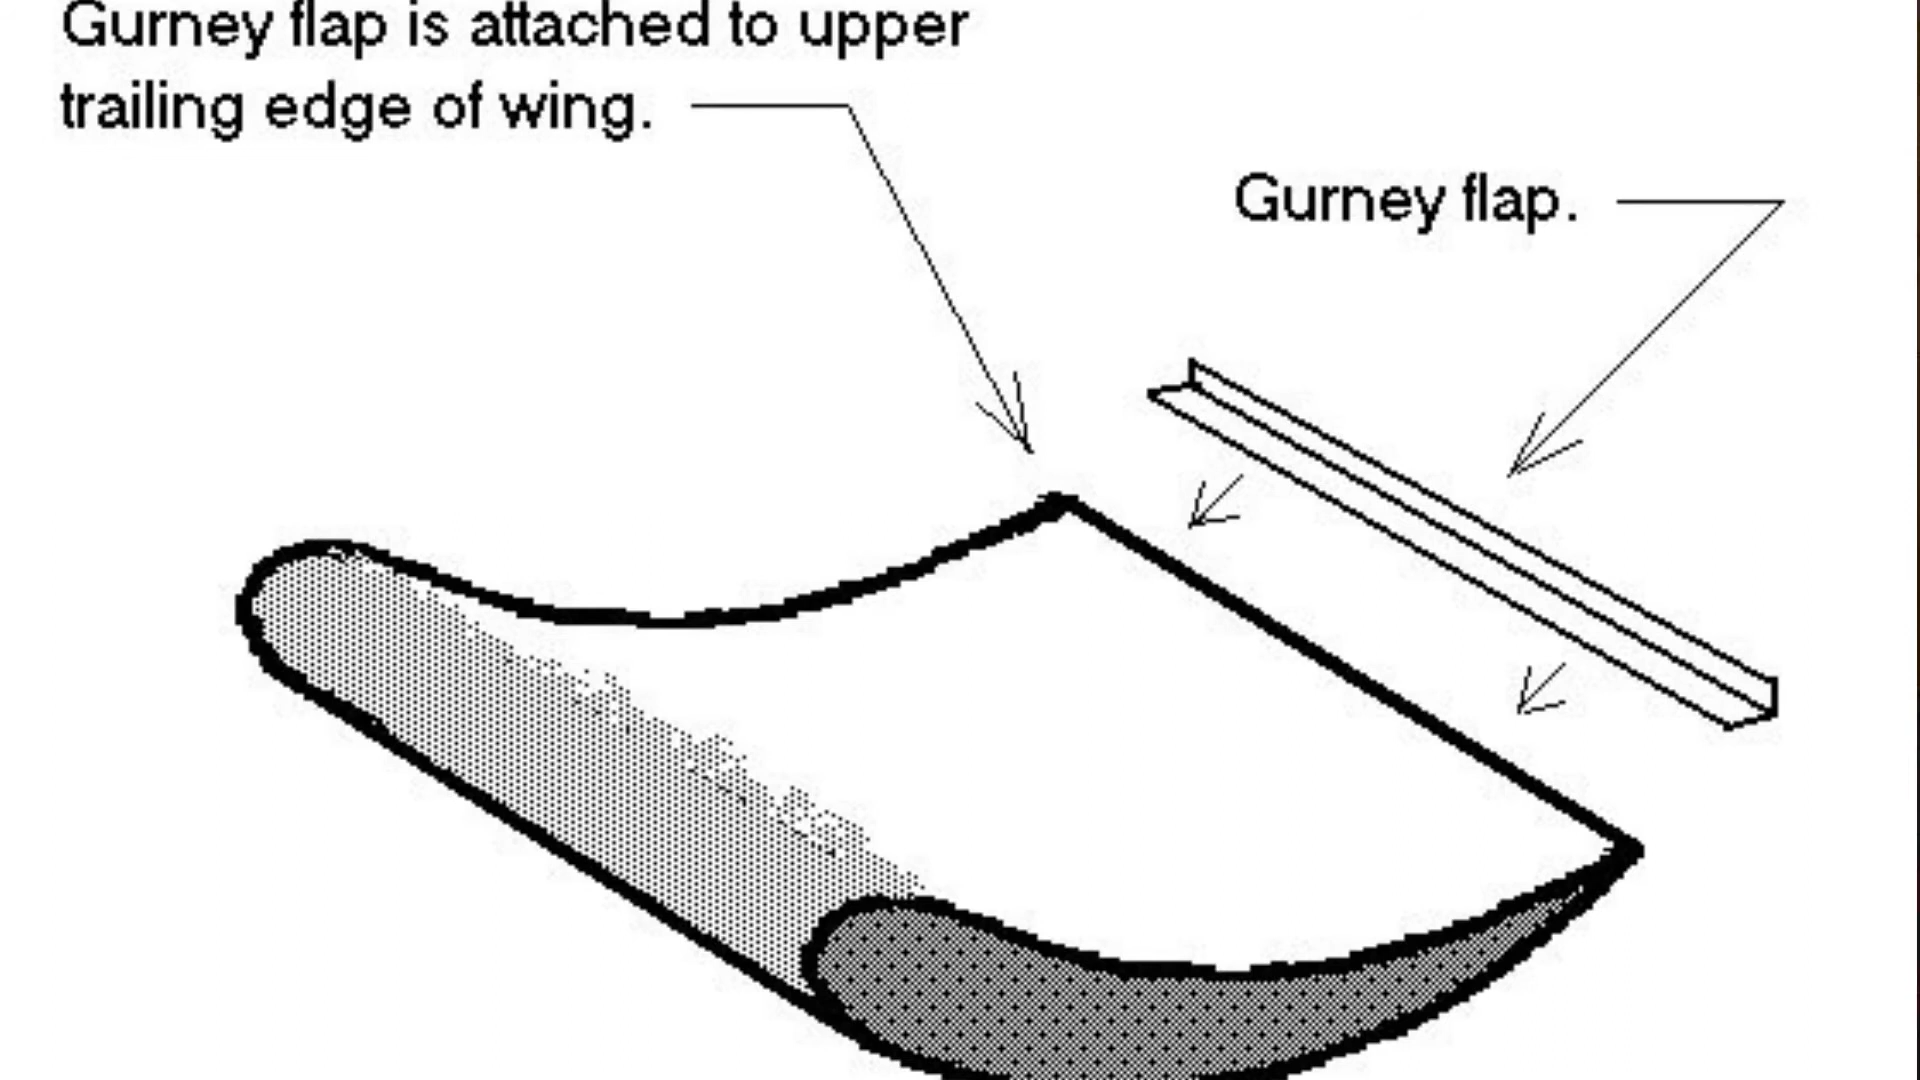 Gurney flap is attached to upper
trailing edge of wing.
Gurney flap.